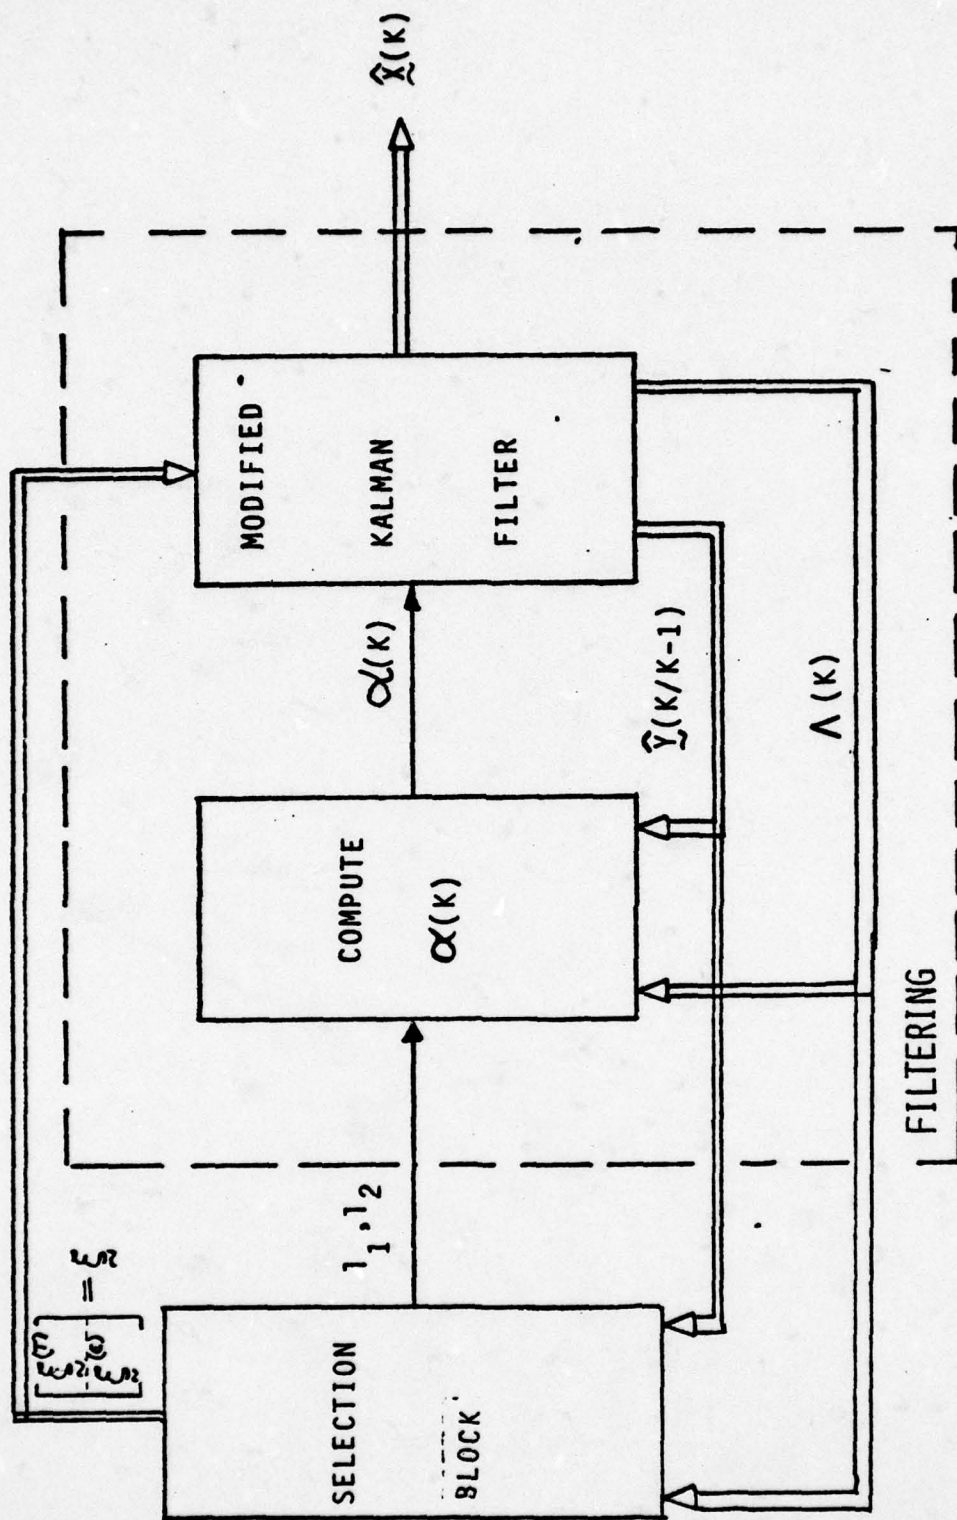 [ξ^(T) / ξ^(c)] = ξ
SELECTION
BLOCK
l₁, l₂
COMPUTE
α(K)
α(K)
MODIFIED
KALMAN
FILTER
X̂(K)
Ŷ(K/K-1)
Λ(K)
FILTERING